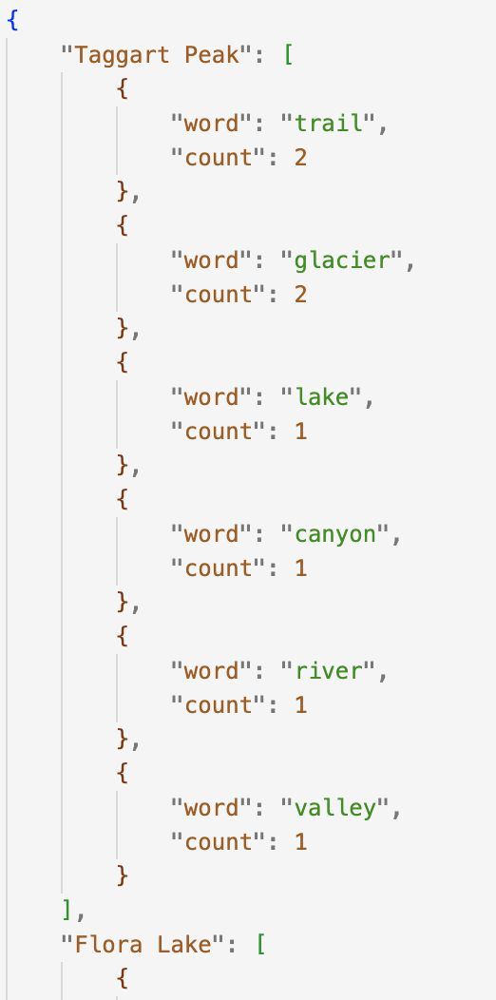 {
    "Taggart Peak": [
        {
            "word": "trail",
            "count": 2
        },
        {
            "word": "glacier",
            "count": 2
        },
        {
            "word": "lake",
            "count": 1
        },
        {
            "word": "canyon",
            "count": 1
        },
        {
            "word": "river",
            "count": 1
        },
        {
            "word": "valley",
            "count": 1
        }
    ],
    "Flora Lake": [
        {